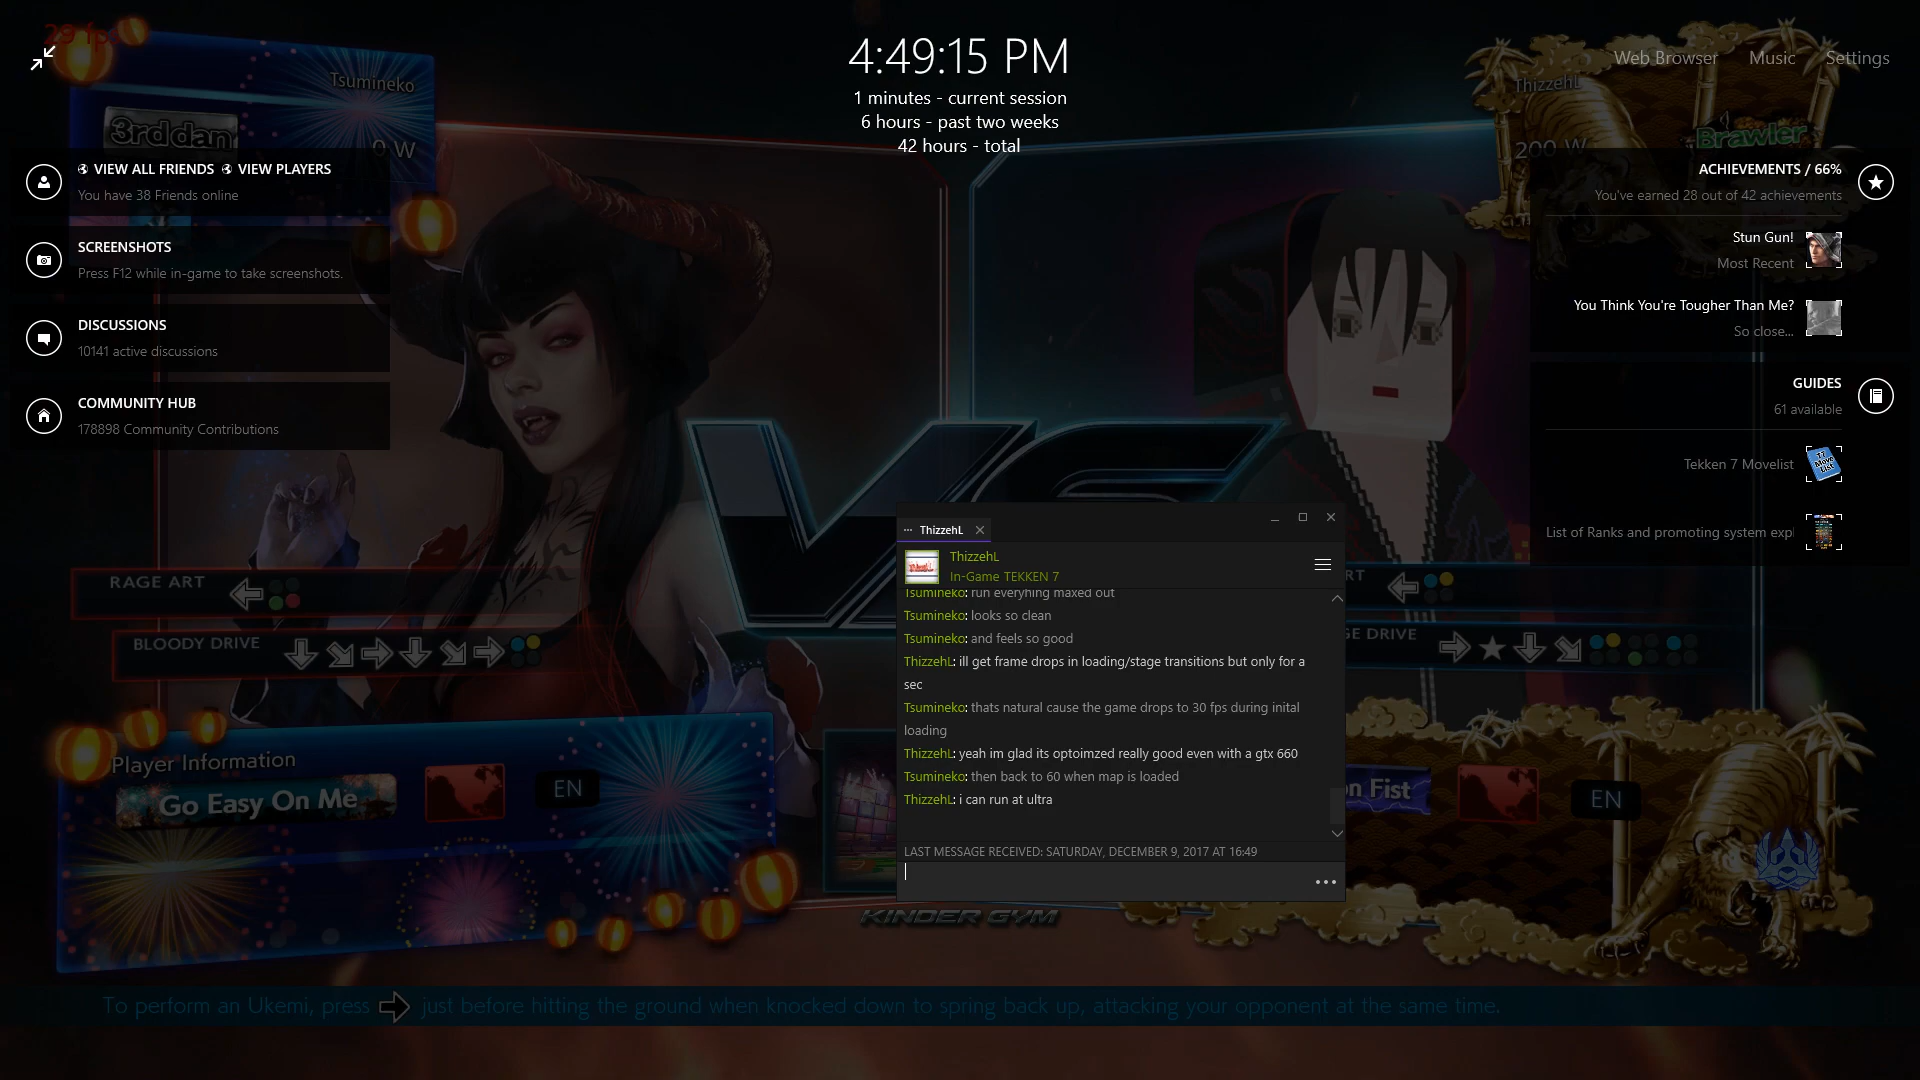 29 fps
4:49:15 PM
1 minutes - current session
6 hours - past two weeks
42 hours - total
Web Browser Music Settings
Tsumineko
3rd dan
0 W
ThizzehL
200 W
Brawler
VIEW ALL FRIENDS VIEW PLAYERS
You have 38 Friends online
SCREENSHOTS
Press F12 while in-game to take screenshots.
DISCUSSIONS
10141 active discussions
COMMUNITY HUB
178898 Community Contributions
ACHIEVEMENTS / 66%
You've earned 28 out of 42 achievements
Stun Gun!
Most Recent
You Think You're Tougher Than Me?
So close...
GUIDES
61 available
Tekken 7 Movelist
List of Ranks and promoting system expl
VS
RAGE ART
BLOODY DRIVE
RT
GE DRIVE
ThizzehL
ThizzehL
In-Game TEKKEN 7
Tsumineko: run everyhing maxed out
Tsumineko: looks so clean
Tsumineko: and feels so good
ThizzehL: ill get frame drops in loading/stage transitions but only for a
sec
Tsumineko: thats natural cause the game drops to 30 fps during inital
loading
ThizzehL: yeah im glad its optoimzed really good even with a gtx 660
Tsumineko: then back to 60 when map is loaded
ThizzehL: i can run at ultra
LAST MESSAGE RECEIVED: SATURDAY, DECEMBER 9, 2017 AT 16:49
Player Information
Go Easy On Me
EN
n Fist
EN
KINDER GYM
To perform an Ukemi, press just before hitting the ground when knocked down to spring back up, attacking your opponent at the same time.